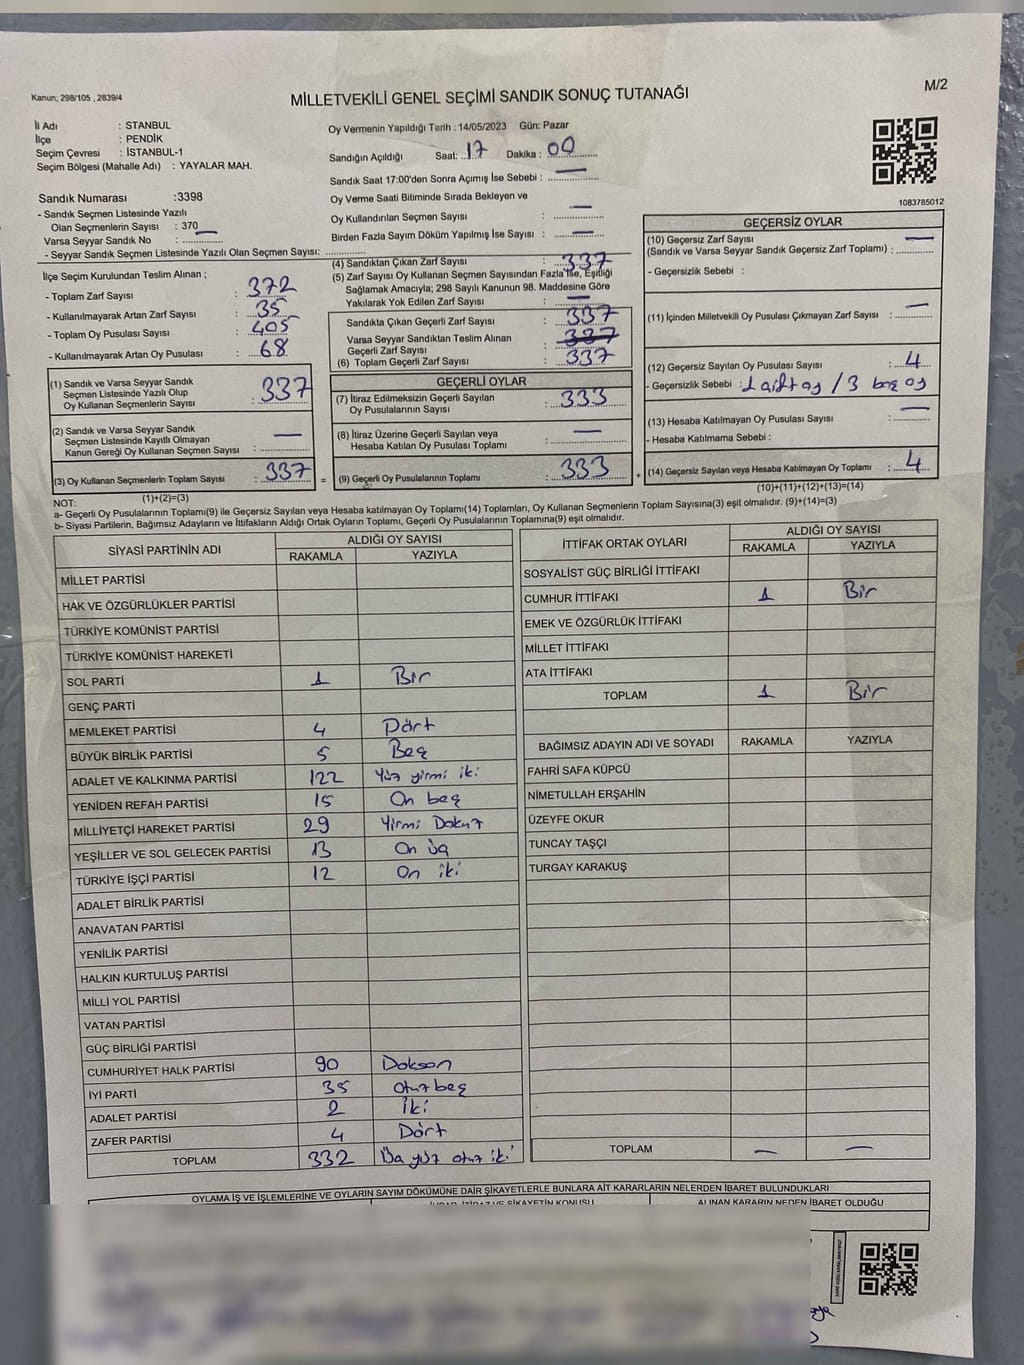 M/2
Kanun; 298/105 , 2839/4
MİLLETVEKİLİ GENEL SEÇİMİ SANDIK SONUÇ TUTANAĞI
İl Adı : STANBUL
İlçe : PENDİK
Seçim Çevresi : İSTANBUL-1
Seçim Bölgesi (Mahalle Adı) : YAYALAR MAH.
Sandık Numarası :3398
- Sandık Seçmen Listesinde Yazılı
Olan Seçmenlerin Sayısı : 370
Varsa Seyyar Sandık No :
- Seyyar Sandık Seçmen Listesinde Yazılı Olan Seçmen Sayısı:
İlçe Seçim Kurulundan Teslim Alınan ;
- Toplam Zarf Sayısı : 372
- Kullanılmayarak Artan Zarf Sayısı : 35
- Toplam Oy Pusulası Sayısı : 405
- Kullanılmayarak Artan Oy Pusulası : 68
(1) Sandık ve Varsa Seyyar Sandık
Seçmen Listesinde Yazılı Olup
Oy Kullanan Seçmenlerin Sayısı : 337
(2) Sandık ve Varsa Seyyar Sandık
Seçmen Listesinde Kayıtlı Olmayan
Kanun Gereği Oy Kullanan Seçmen Sayısı : —
(3) Oy Kullanan Seçmenlerin Toplam Sayısı : 337
(1)+(2)=(3)
Oy Vermenin Yapıldığı Tarih : 14/05/2023 Gün: Pazar
Sandığın Açıldığı Saat: 17 Dakika : 00
Sandık Saat 17:00'den Sonra Açımış İse Sebebi : —
Oy Verme Saati Bitiminde Sırada Bekleyen ve
Oy Kullandırılan Seçmen Sayısı : —
Birden Fazla Sayım Döküm Yapılmış İse Sayısı : —
(4) Sandıktan Çıkan Zarf Sayısı : 337
(5) Zarf Sayısı Oy Kullanan Seçmen Sayısından Fazla İse, Eşitliği
Sağlamak Amacıyla; 298 Sayılı Kanunun 98. Maddesine Göre
Yakılarak Yok Edilen Zarf Sayısı : —
Sandıkta Çıkan Geçerli Zarf Sayısı : 337
Varsa Seyyar Sandıktan Teslim Alınan
Geçerli Zarf Sayısı : 337
(6) Toplam Geçerli Zarf Sayısı : 337
GEÇERLİ OYLAR
(7) İtiraz Edilmeksizin Geçerli Sayılan
Oy Pusulalarının Sayısı : 333
(8) İtiraz Üzerine Geçerli Sayılan veya
Hesaba Katılan Oy Pusulası Toplamı : —
= (9) Geçerli Oy Pusulalarının Toplamı : 333
1083785012
GEÇERSİZ OYLAR
(10) Geçersiz Zarf Sayısı —
(Sandık ve Varsa Seyyar Sandık Geçersiz Zarf Toplamı) :
- Geçersizlik Sebebi :
(11) İçinden Milletvekili Oy Pusulası Çıkmayan Zarf Sayısı : —
(12) Geçersiz Sayılan Oy Pusulası Sayısı : 4
- Geçersizlik Sebebi : / 3 boş oy
(13) Hesaba Katılmayan Oy Pusulası Sayısı : —
- Hesaba Katılmama Sebebi :
+ (14) Geçersiz Sayılan veya Hesaba Katılmayan Oy Toplamı : 4
(10)+(11)+(12)+(13)=(14)
NOT:
a- Geçerli Oy Pusulalarının Toplamı(9) ile Geçersiz Sayılan veya Hesaba katılmayan Oy Toplamı(14) Toplamları, Oy Kullanan Seçmenlerin Toplam Sayısına(3) eşit olmalıdır. (9)+(14)=(3)
b- Siyasi Partilerin, Bağımsız Adayların ve İttifakların Aldığı Ortak Oyların Toplamı, Geçerli Oy Pusulalarının Toplamına(9) eşit olmalıdır.
SİYASİ PARTİNİN ADI ALDIĞI OY SAYISI
RAKAMLA YAZIYLA
MİLLET PARTİSİ
HAK VE ÖZGÜRLÜKLER PARTİSİ
TÜRKİYE KOMÜNİST PARTİSİ
TÜRKİYE KOMÜNİST HAREKETİ
SOL PARTİ 1 Bir
GENÇ PARTİ
MEMLEKET PARTİSİ 4 Dört
BÜYÜK BİRLİK PARTİSİ 5 Beş
ADALET VE KALKINMA PARTİSİ 122 Yüz yirmi iki
YENİDEN REFAH PARTİSİ 15 On beş
MİLLİYETÇİ HAREKET PARTİSİ 29 Yirmi Dokuz
YEŞİLLER VE SOL GELECEK PARTİSİ 13 On üç
TÜRKİYE İŞÇİ PARTİSİ 12 On iki
ADALET BİRLİK PARTİSİ
ANAVATAN PARTİSİ
YENİLİK PARTİSİ
HALKIN KURTULUŞ PARTİSİ
MİLLİ YOL PARTİSİ
VATAN PARTİSİ
GÜÇ BİRLİĞİ PARTİSİ
CUMHURİYET HALK PARTİSİ 90 Doksan
İYİ PARTİ 35 otuz beş
ADALET PARTİSİ 2 İki
ZAFER PARTİSİ 4 Dört
TOPLAM 332 Üç yüz otuz iki
İTTİFAK ORTAK OYLARI ALDIĞI OY SAYISI
RAKAMLA YAZIYLA
SOSYALİST GÜÇ BİRLİĞİ İTTİFAKI
CUMHUR İTTİFAKI 1 Bir
EMEK VE ÖZGÜRLÜK İTTİFAKI
MİLLET İTTİFAKI
ATA İTTİFAKI
TOPLAM 1 Bir
BAĞIMSIZ ADAYIN ADI VE SOYADI RAKAMLA YAZIYLA
FAHRİ SAFA KÜPCÜ
NİMETULLAH ERŞAHİN
ÜZEYFE OKUR
TUNCAY TAŞÇI
TURGAY KARAKUŞ
TOPLAM — —
OYLAMA İŞ VE İŞLEMLERİNE VE OYLARIN SAYIM DÖKÜMÜNE DAİR ŞİKAYETLERLE BUNLARA AİT KARARLARIN NELERDEN İBARET BULUNDUKLARI
İTİRAZ VE ŞİKAYETİN KONUSU ALINAN KARARIN NEDEN İBARET OLDUĞU